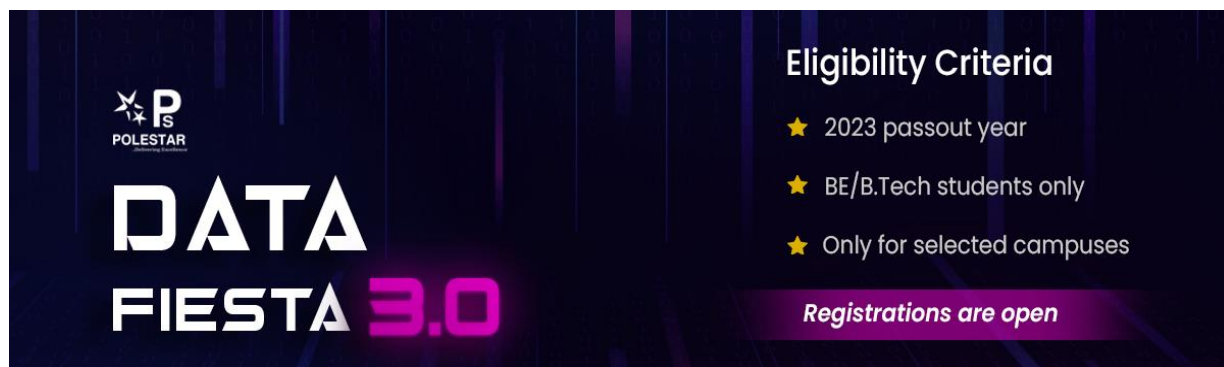 Ps
POLESTAR
...Delivering Excellence
DATA
FIESTA 3.0
Eligibility Criteria
2023 passout year
BE/B.Tech students only
Only for selected campuses
Registrations are open